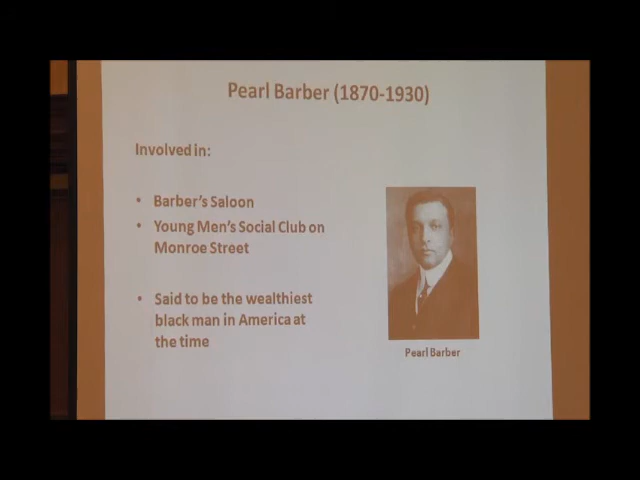 Pearl Barber (1870-1930)
Involved in:
• Barber's Saloon
• Young Men's Social Club on
Monroe Street
• Said to be the wealthiest
black man in America at
the time
Pearl Barber